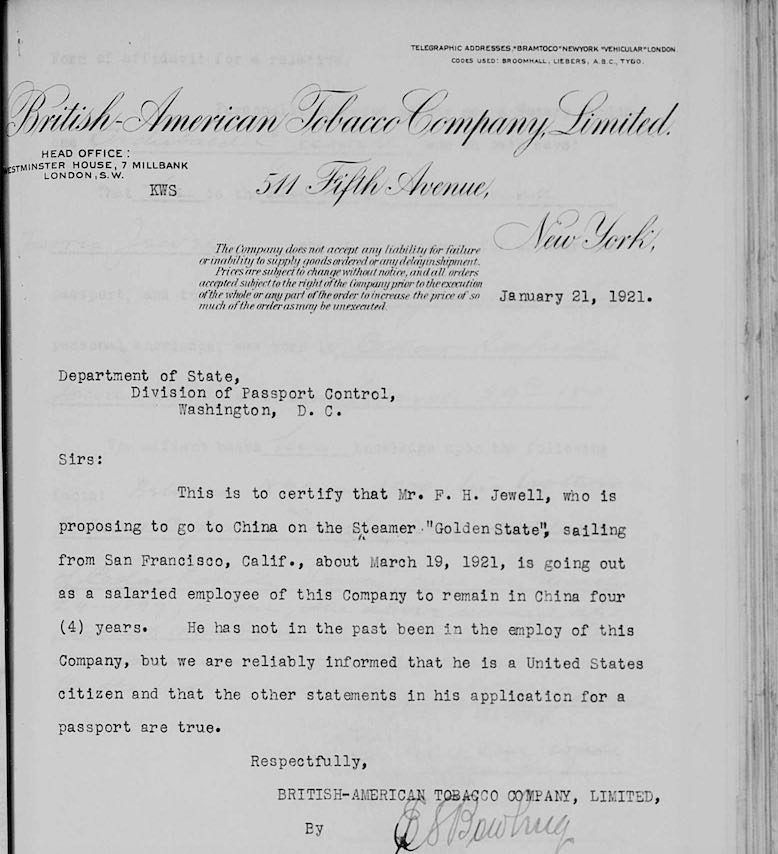 TELEGRAPHIC ADDRESSES, "BRAMTOCO" NEWYORK "VEHICULAR" LONDON
CODES USED: BROOMHALL, LIEBERS, A.B.C., TYGO.
British-American Tobacco Company, Limited.
HEAD OFFICE:
WESTMINSTER HOUSE, 7 MILLBANK
LONDON, S.W.
KWS
511 Fifth Avenue,
New York,
The Company does not accept any liability for failure
or inability to supply goods ordered or any delay in shipment.
Prices are subject to change without notice, and all orders
accepted subject to the right of the Company prior to the execution
of the whole or any part of the order to increase the price of so
much of the order as may be unexecuted.
January 21, 1921.
Department of State,
Division of Passport Control,
Washington, D. C.
Sirs:
This is to certify that Mr. F. H. Jewell, who is
proposing to go to China on the Steamer "Golden State", sailing
from San Francisco, Calif., about March 19, 1921, is going out
as a salaried employee of this Company to remain in China four
(4) years. He has not in the past been in the employ of this
Company, but we are reliably informed that he is a United States
citizen and that the other statements in his application for a
passport are true.
Respectfully,
BRITISH-AMERICAN TOBACCO COMPANY, LIMITED,
By